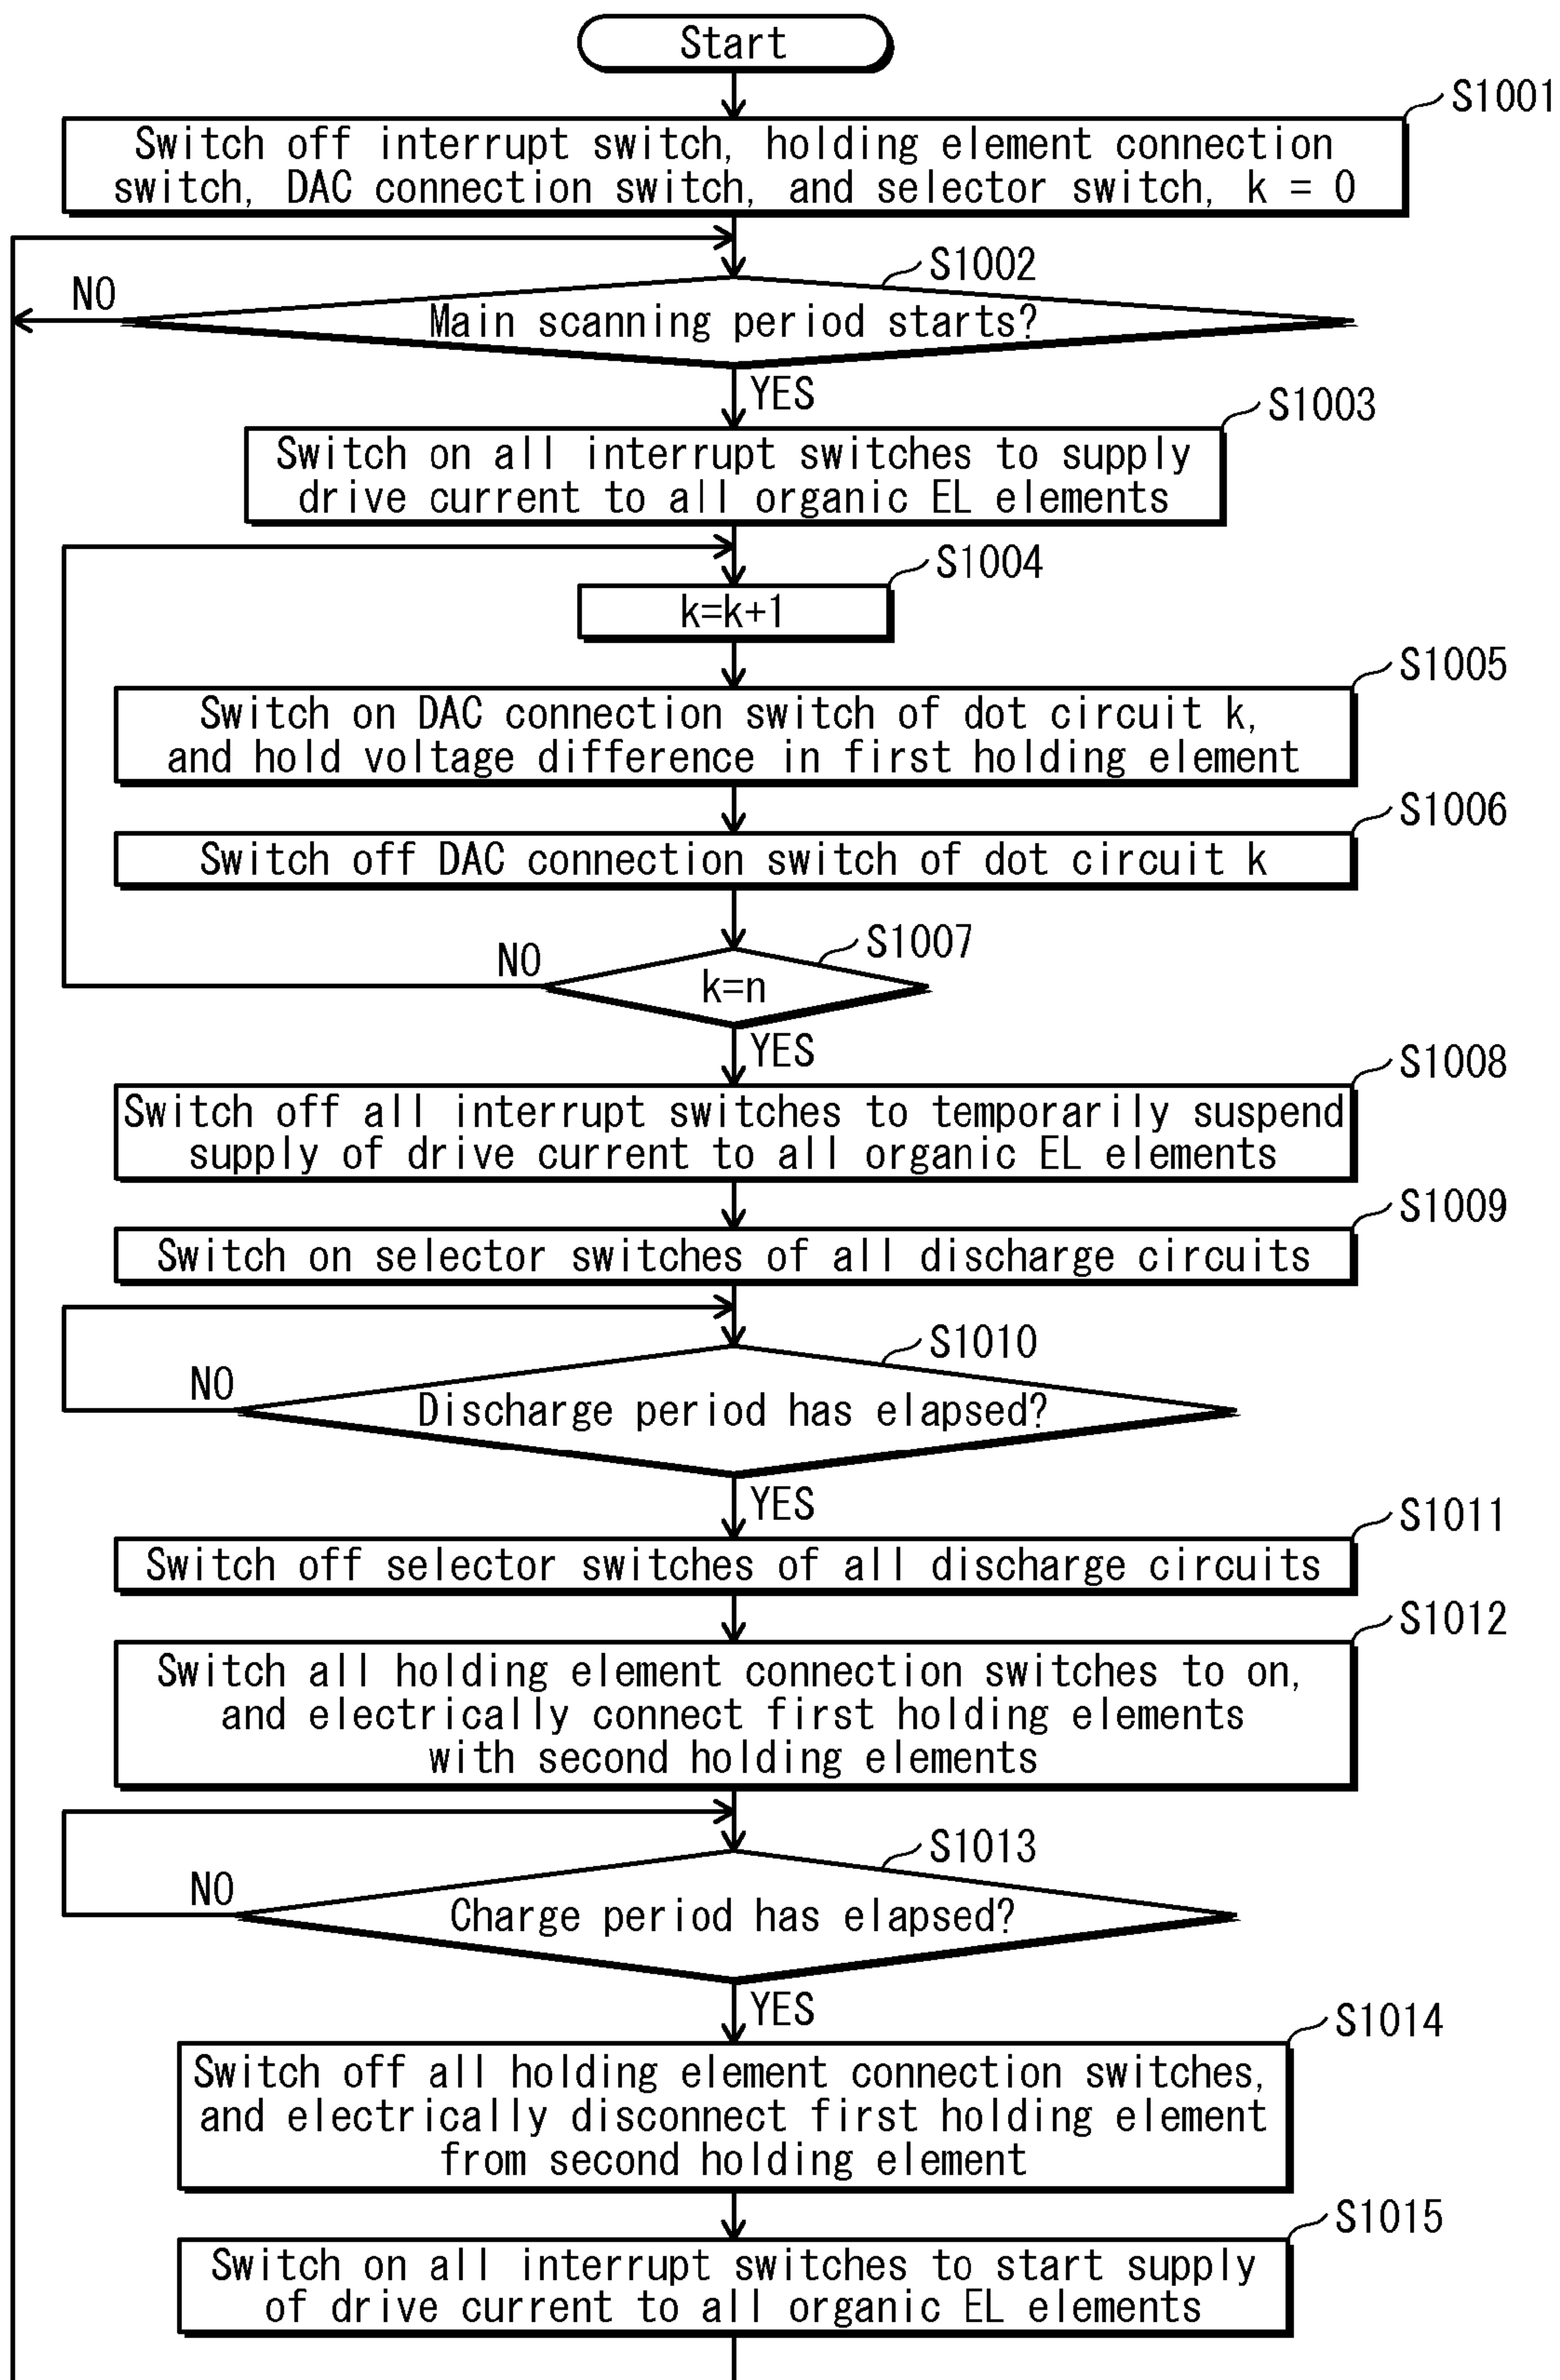 Start
S1001
Switch off interrupt switch, holding element connection
switch, DAC connection switch, and selector switch, k = 0
S1002
NO
Main scanning period starts?
YES
S1003
Switch on all interrupt switches to supply
drive current to all organic EL elements
S1004
k=k+1
S1005
Switch on DAC connection switch of dot circuit k,
and hold voltage difference in first holding element
S1006
Switch off DAC connection switch of dot circuit k
S1007
NO
k=n
YES
S1008
Switch off all interrupt switches to temporarily suspend
supply of drive current to all organic EL elements
S1009
Switch on selector switches of all discharge circuits
S1010
NO
Discharge period has elapsed?
YES
S1011
Switch off selector switches of all discharge circuits
S1012
Switch all holding element connection switches to on,
and electrically connect first holding elements
with second holding elements
S1013
NO
Charge period has elapsed?
YES
S1014
Switch off all holding element connection switches,
and electrically disconnect first holding element
from second holding element
S1015
Switch on all interrupt switches to start supply
of drive current to all organic EL elements